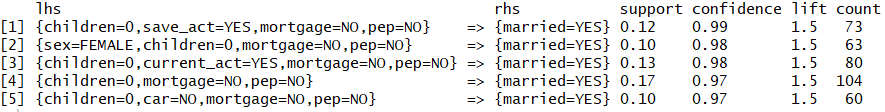 lhs rhs support confidence lift count
[1] {children=0,save_act=YES,mortgage=NO,pep=NO} => {married=YES} 0.12 0.99 1.5 73
[2] {sex=FEMALE,children=0,mortgage=NO,pep=NO} => {married=YES} 0.10 0.98 1.5 63
[3] {children=0,current_act=YES,mortgage=NO,pep=NO} => {married=YES} 0.13 0.98 1.5 80
[4] {children=0,mortgage=NO,pep=NO} => {married=YES} 0.17 0.97 1.5 104
[5] {children=0,car=NO,mortgage=NO,pep=NO} => {married=YES} 0.10 0.97 1.5 60